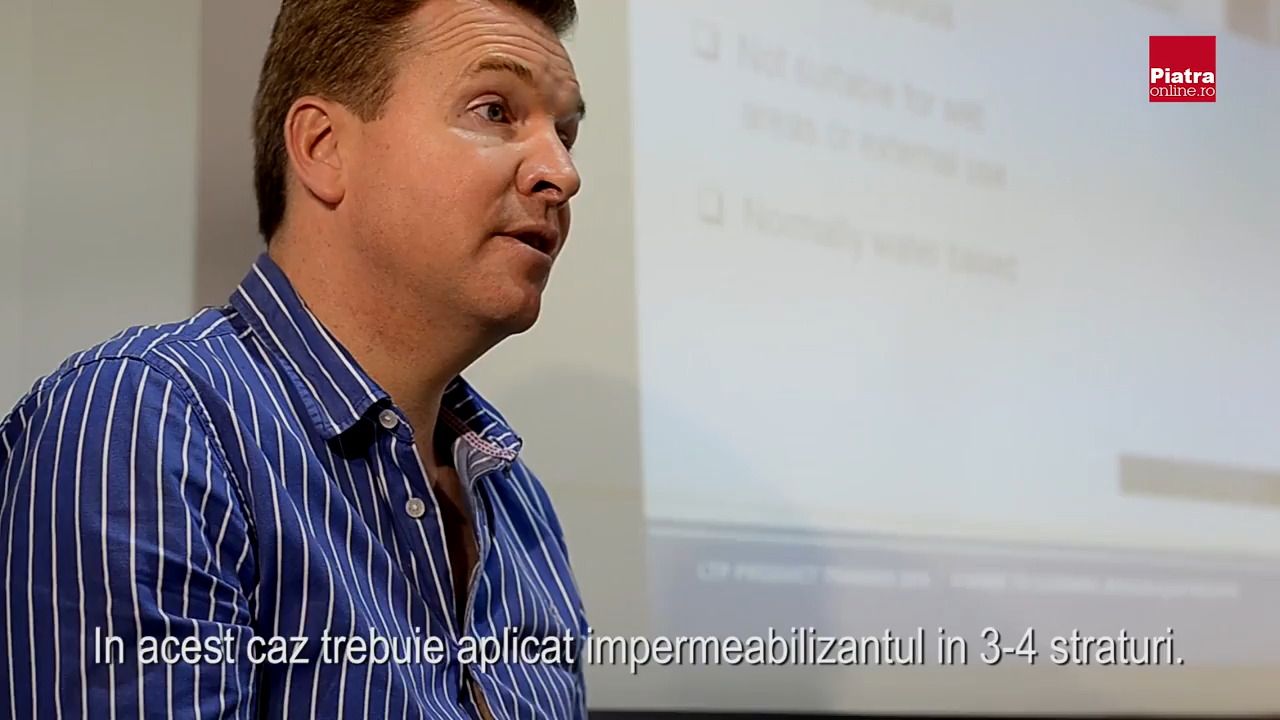 Piatra
online.ro
Not suitable for wet
areas or external use
Normally water based
In acest caz trebuie aplicat impermeabilizantul in 3-4 straturi.